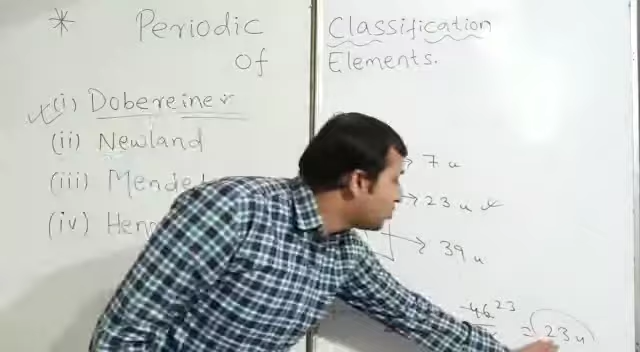 * Periodic Classification
of Elements.
(i) Dobereiner
(ii) Newland
(iii)
(iv)
7 u
23 u
39 u
46 23
= 23 u